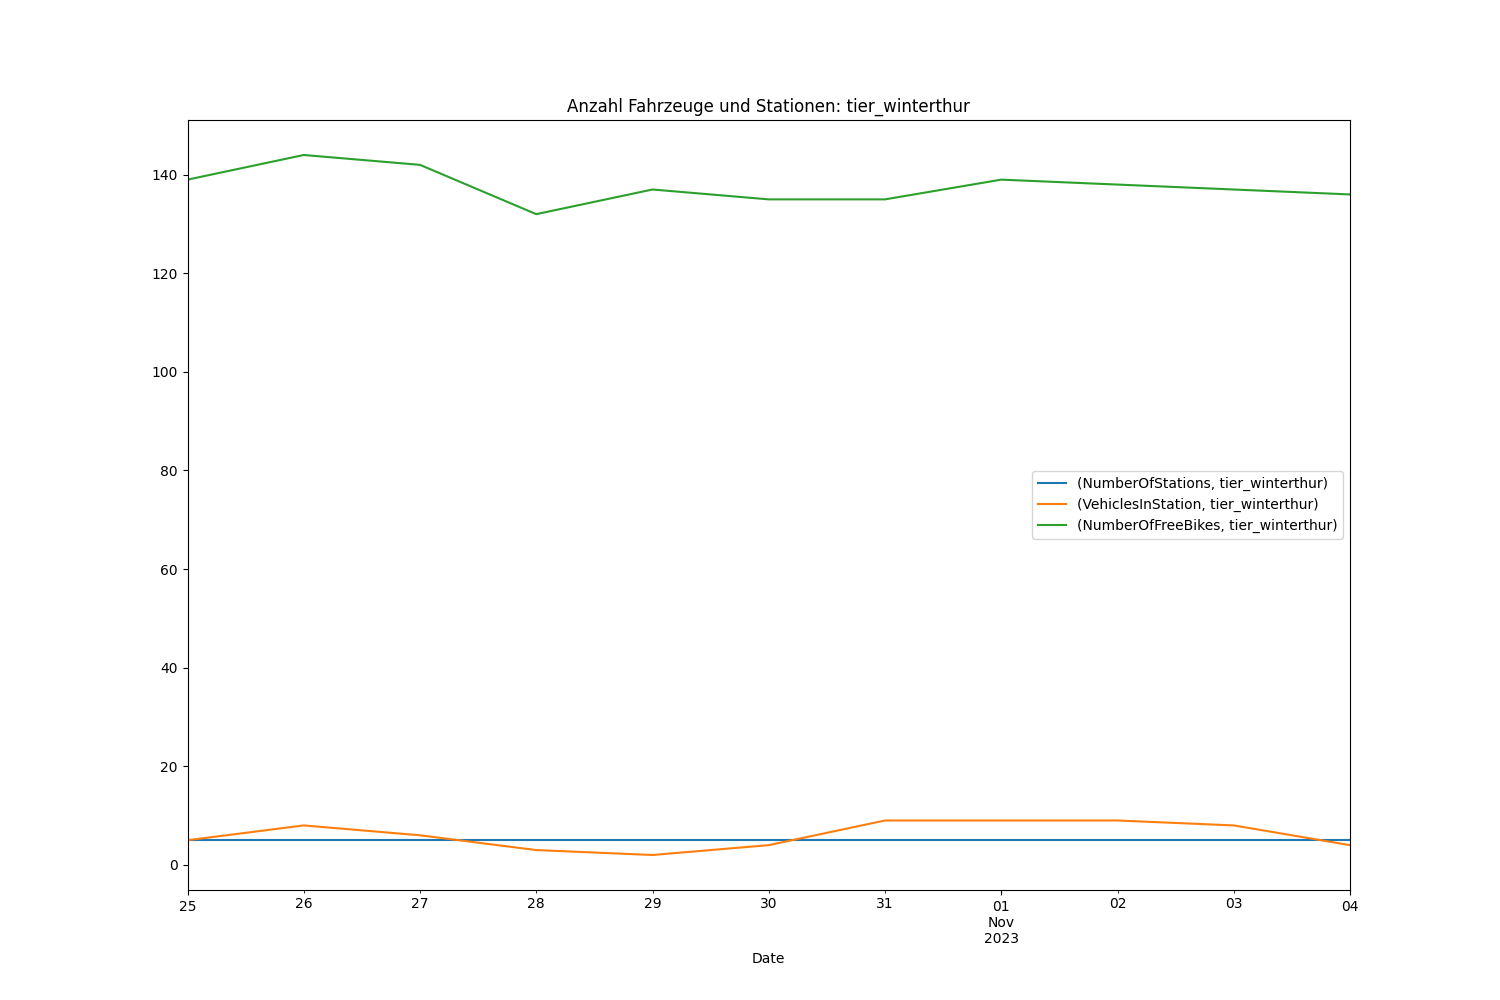 Anzahl Fahrzeuge und Stationen: tier_winterthur
140
120
100
80
60
40
20
0
(NumberOfStations, tier_winterthur)
(VehiclesInStation, tier_winterthur)
(NumberOfFreeBikes, tier_winterthur)
25 26 27 28 29 30 31 01 02 03 04
Nov
2023
Date